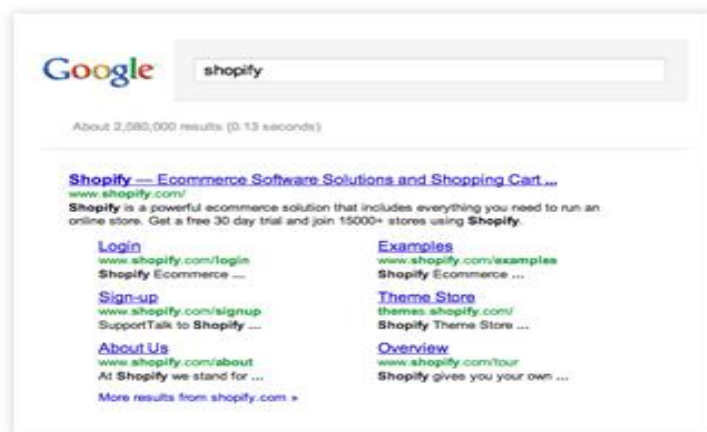 Google
shopify
About 2,080,000 results (0.13 seconds)
Shopify — Ecommerce Software Solutions and Shopping Cart ...
www.shopify.com/
Shopify is a powerful ecommerce solution that includes everything you need to run an
online store. Get a free 30 day trial and join 15000+ stores using Shopify.
Login
www.shopify.com/login
Shopify Ecommerce ...
Examples
www.shopify.com/examples
Shopify Ecommerce ...
Sign-up
www.shopify.com/signup
SupportTalk to Shopify ...
Theme Store
themes.shopify.com/
Shopify Theme Store ...
About Us
www.shopify.com/about
At Shopify we stand for ...
Overview
www.shopify.com/tour
Shopify gives you your own ...
More results from shopify.com »